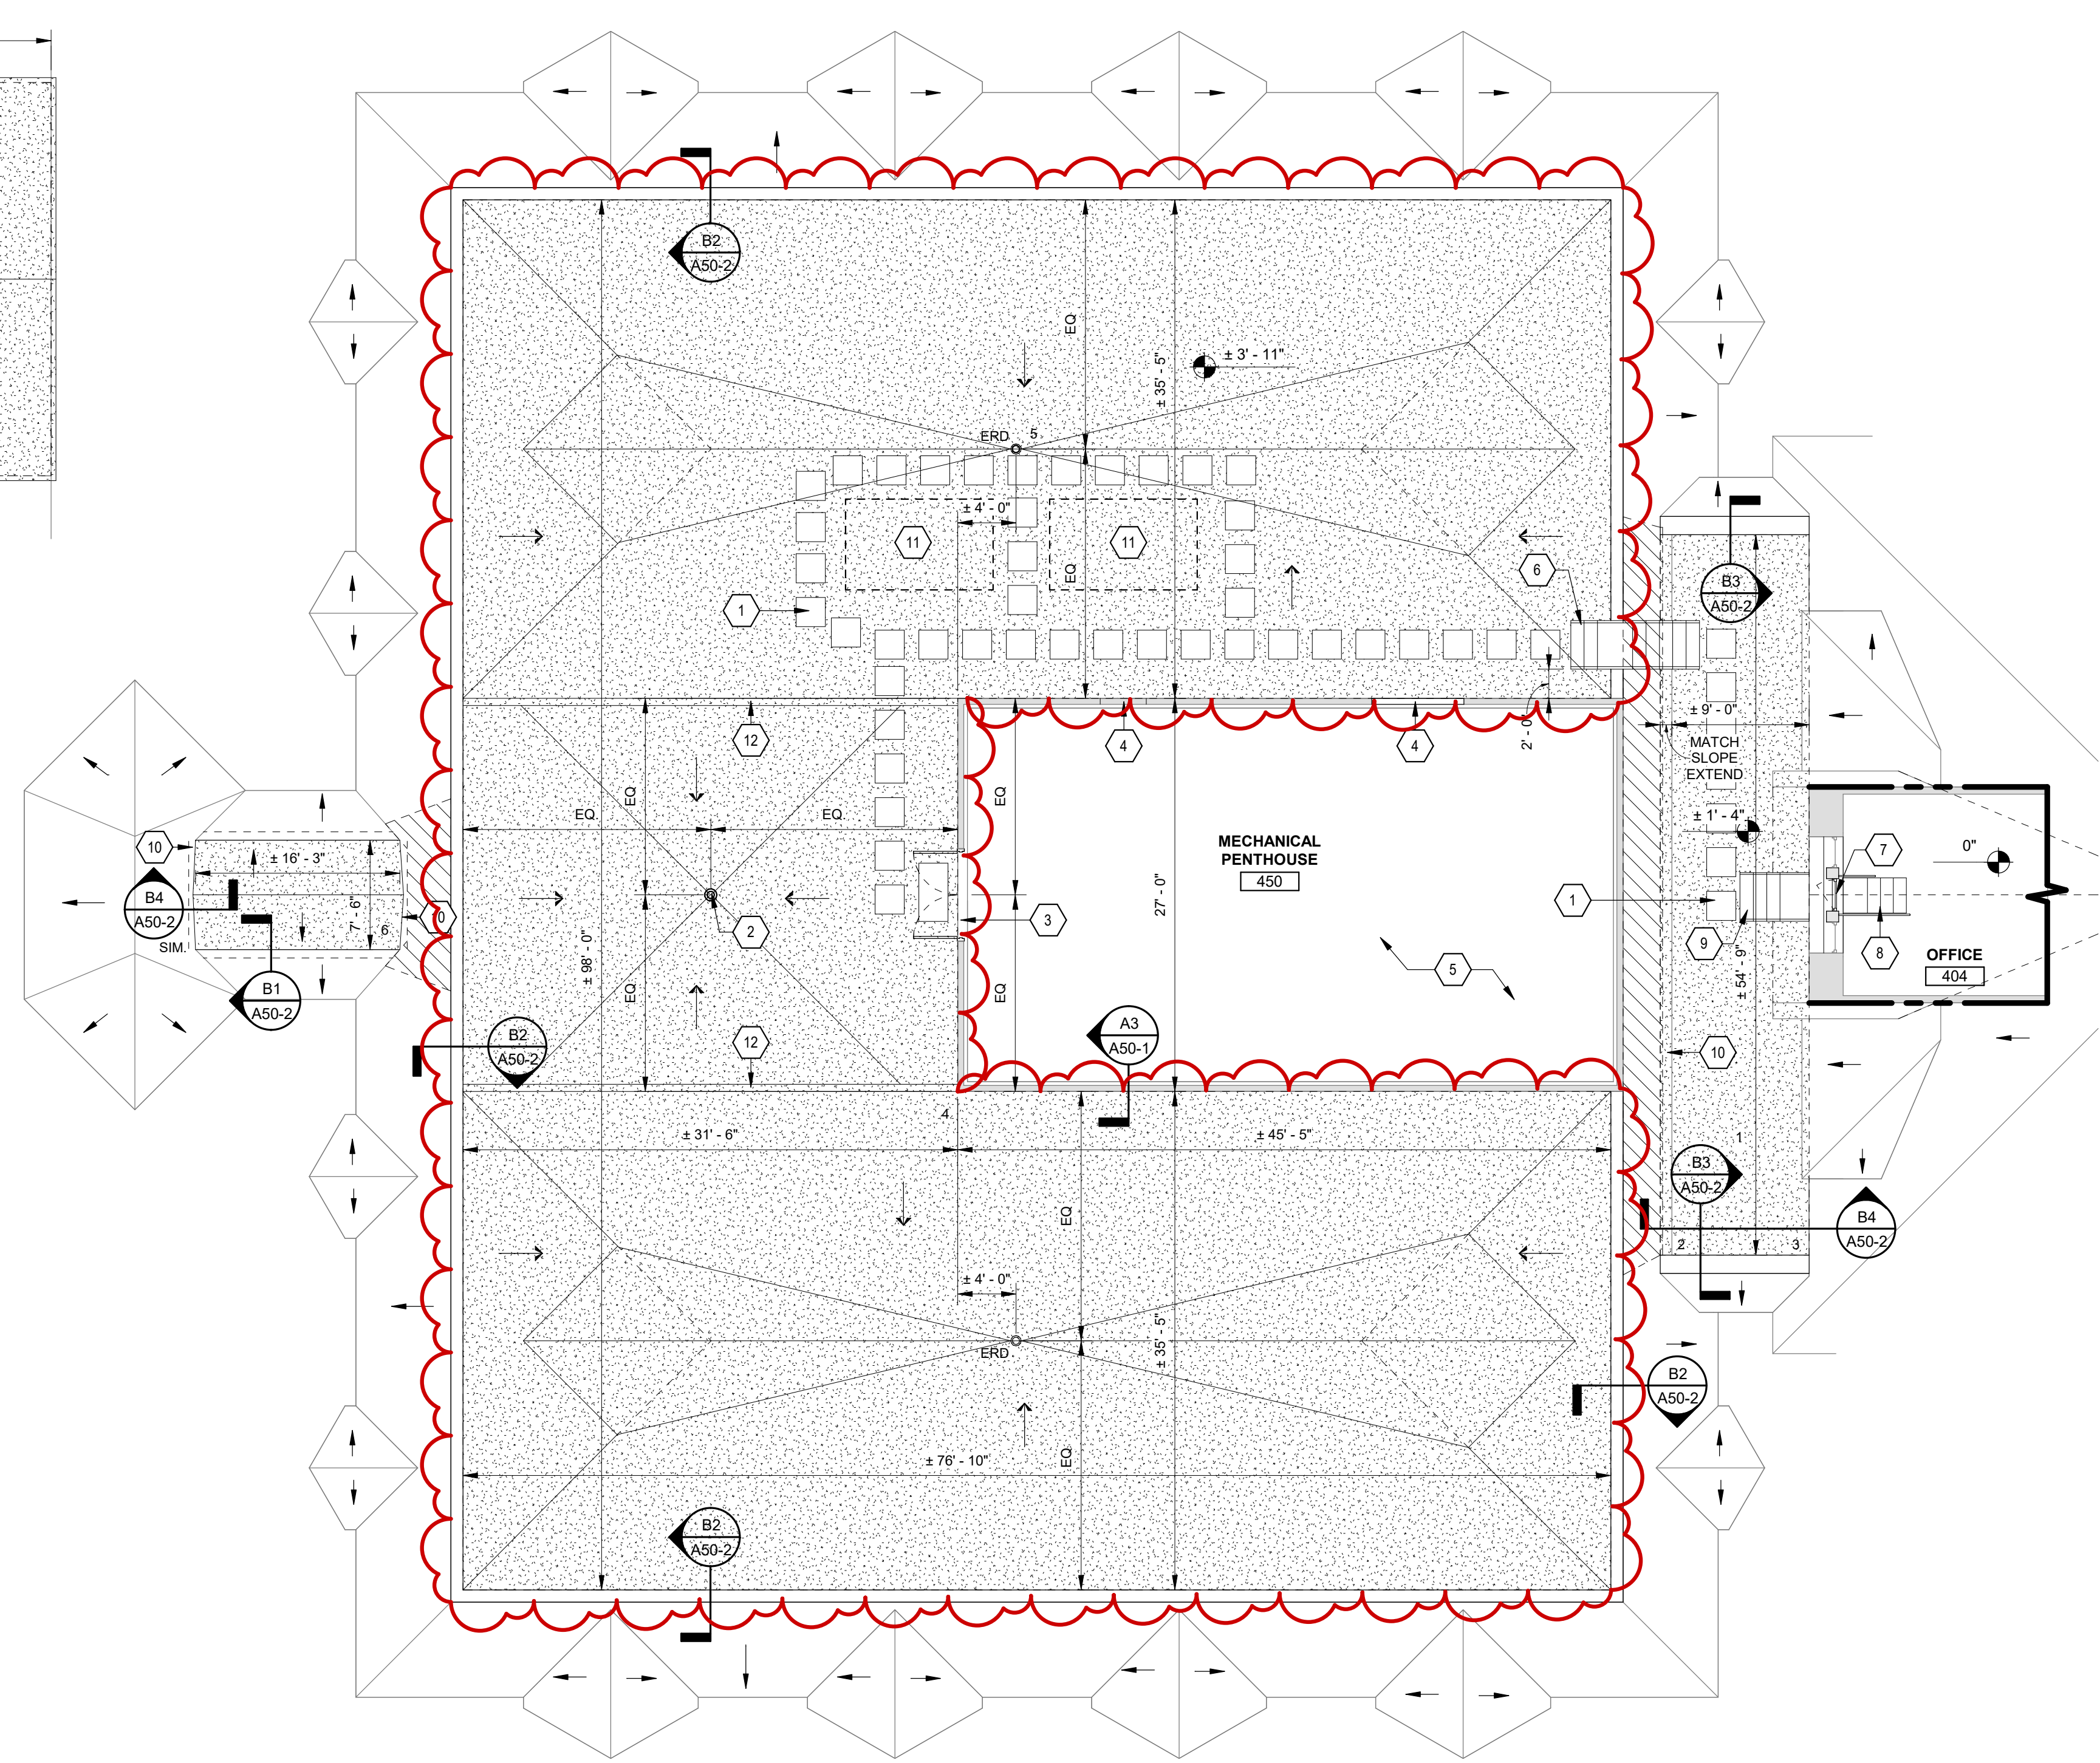 B2
A50-2
EQ
± 3' - 11"
± 35' - 5"
ERD
5
± 4' - 0"
11
11
EQ
6
1
B3
A50-2
12
4
4
2' - 0"
± 9' - 0"
MATCH
SLOPE
EXTEND
EQ
EQ
EQ
EQ
± 1' - 4"
MECHANICAL
PENTHOUSE
450
10
± 16' - 3"
7
0"
B4
A50-2
SIM.
7' - 6"
6
10
2
3
27' - 0"
1
9
8
OFFICE
404
± 98' - 0"
EQ
EQ
5
± 54' - 9"
B1
A50-2
B2
A50-2
12
A3
A50-1
10
4
± 31' - 6"
± 45' - 5"
1
B3
A50-2
EQ
B4
A50-2
2
3
± 4' - 0"
ERD
± 35' - 5"
B2
A50-2
EQ
± 76' - 10"
B2
A50-2